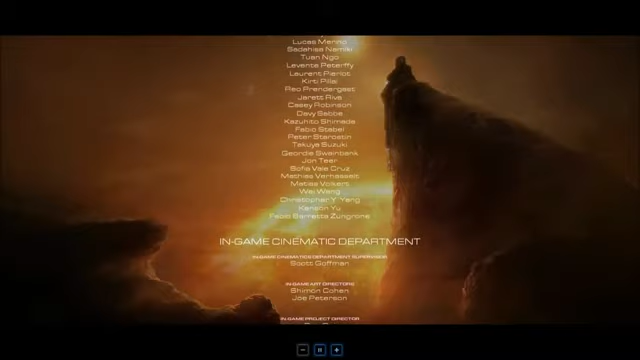 Lucas Merino
Sadahisa Namiki
Tuan Ngo
Levente Peterffy
Laurent Pierlot
Kirti Pillai
Reo Prendergast
Jarett Riva
Casey Robinson
Davy Sabbe
Kazuhito Shimada
Fabio Stabel
Peter Starostin
Takuya Suzuki
Geordie Swainbank
Jon Teer
Sofia Vale Cruz
Mathias Verhasselt
Matias Volkert
Wei Wang
Christopher Y. Yang
Kenson Yu
Fabio Barretta Zungrone
IN-GAME CINEMATIC DEPARTMENT
IN-GAME CINEMATICS DEPARTMENT SUPERVISOR
Scott Goffman
IN-GAME ART DIRECTORS
Shimon Cohen
Joe Peterson
IN-GAME PROJECT DIRECTOR